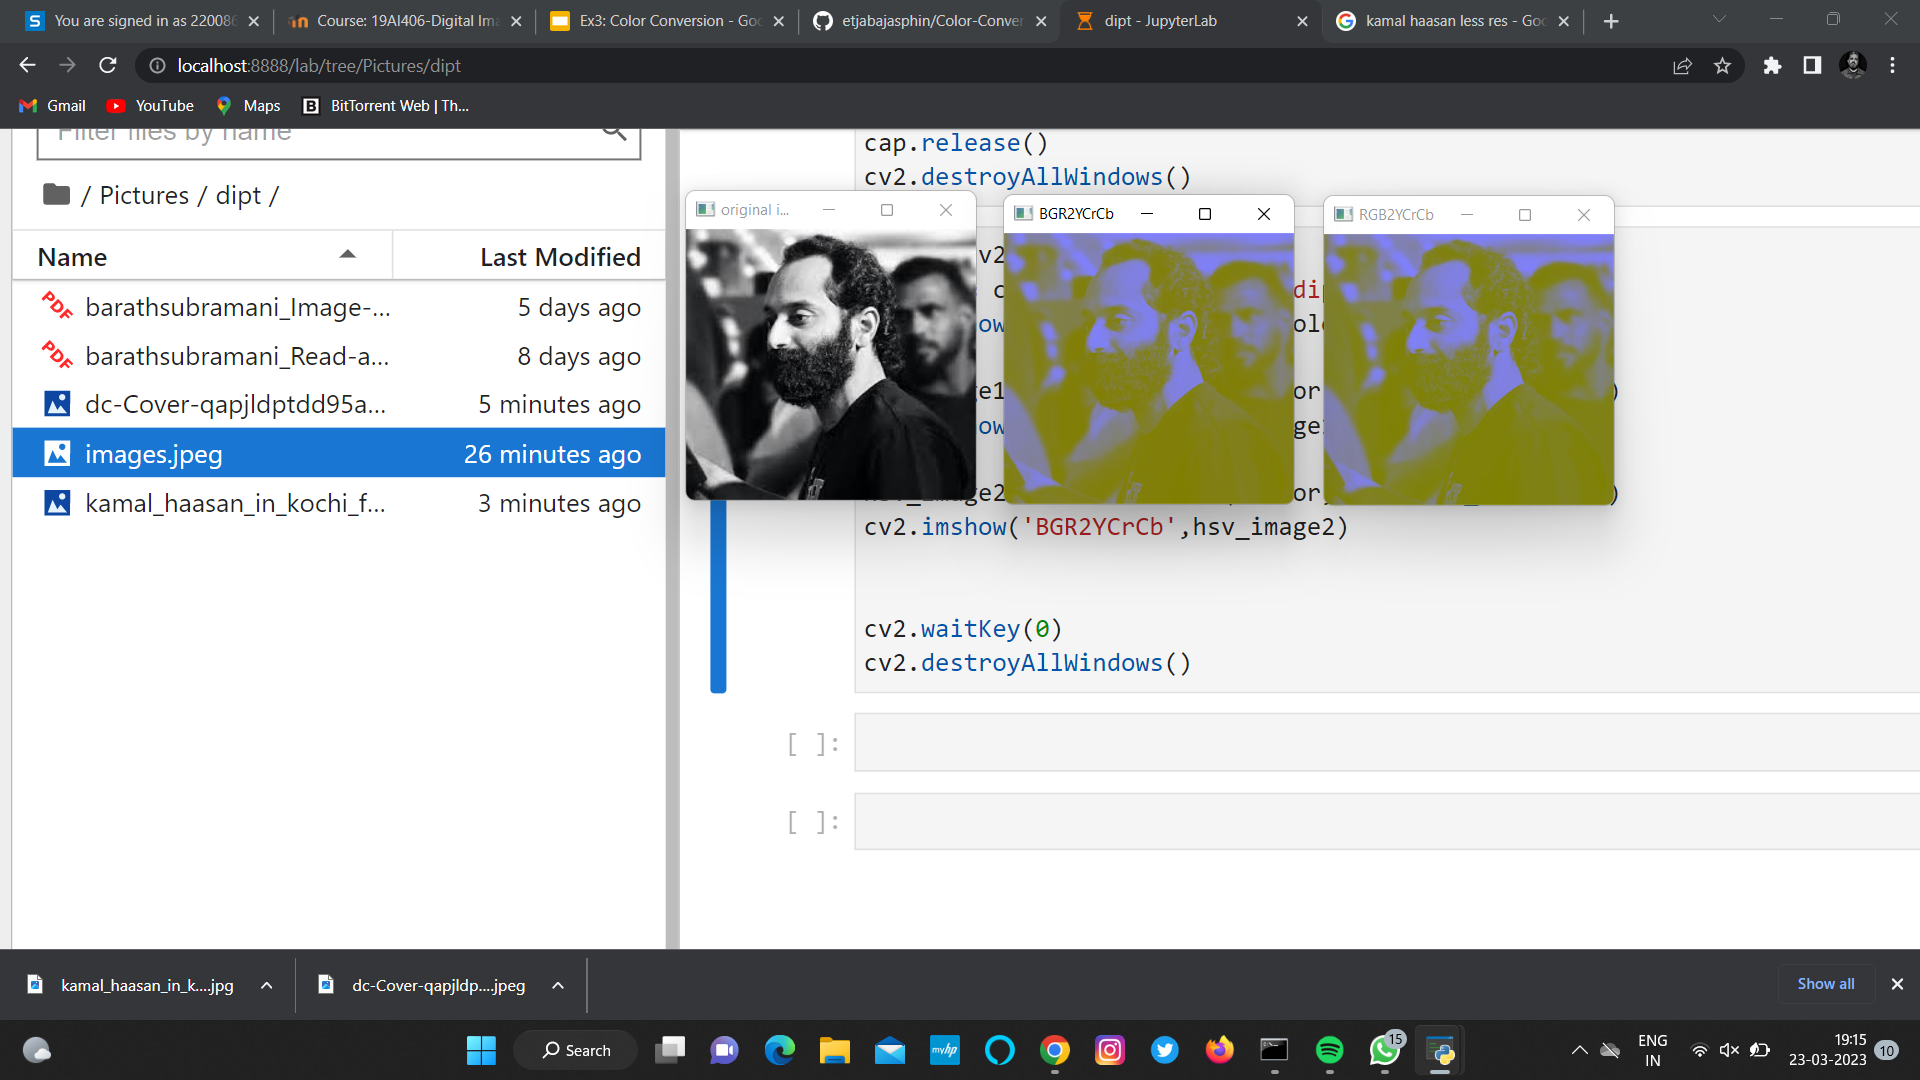 You are signed in as 22008
Course: 19AI406-Digital Im
Ex3: Color Conversion - Goo
etjabajasphin/Color-Conver
dipt - JupyterLab
kamal haasan less res - Goo
localhost:8888/lab/tree/Pictures/dipt
Gmail
YouTube
Maps
BitTorrent Web | Th...
Filter files by name
/ Pictures / dipt /
Name
Last Modified
barathsubramani_Image-...
5 days ago
barathsubramani_Read-a...
8 days ago
dc-Cover-qapjldptdd95a...
5 minutes ago
images.jpeg
26 minutes ago
kamal_haasan_in_kochi_f...
3 minutes ago
cap.release()
cv2.destroyAllWindows()
original i...
BGR2YCrCb
RGB2YCrCb
cv2.imshow('BGR2YCrCb',hsv_image2)
cv2.waitKey(0)
cv2.destroyAllWindows()
[ ]:
[ ]:
kamal_haasan_in_k....jpg
dc-Cover-qapjldp....jpeg
Show all
Search
myhp
15
ENG
IN
19:15
23-03-2023
10